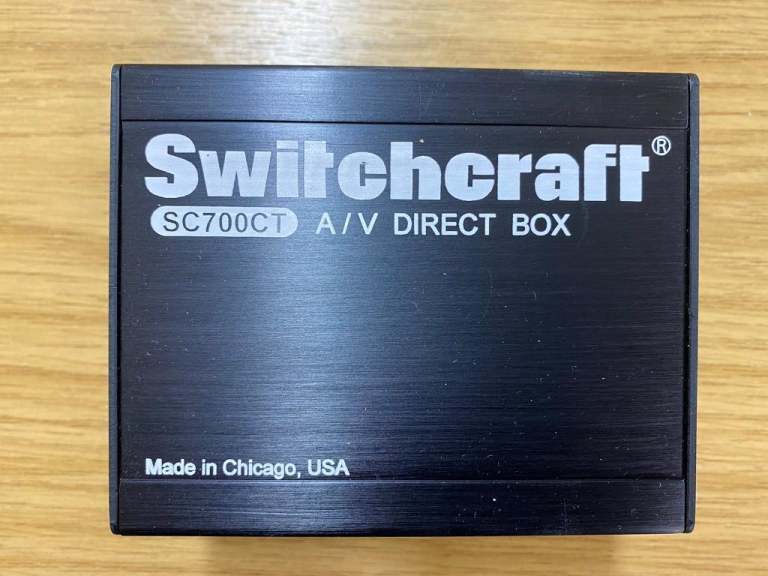 Switchcraft®
SC700CT A/V DIRECT BOX
Made in Chicago, USA